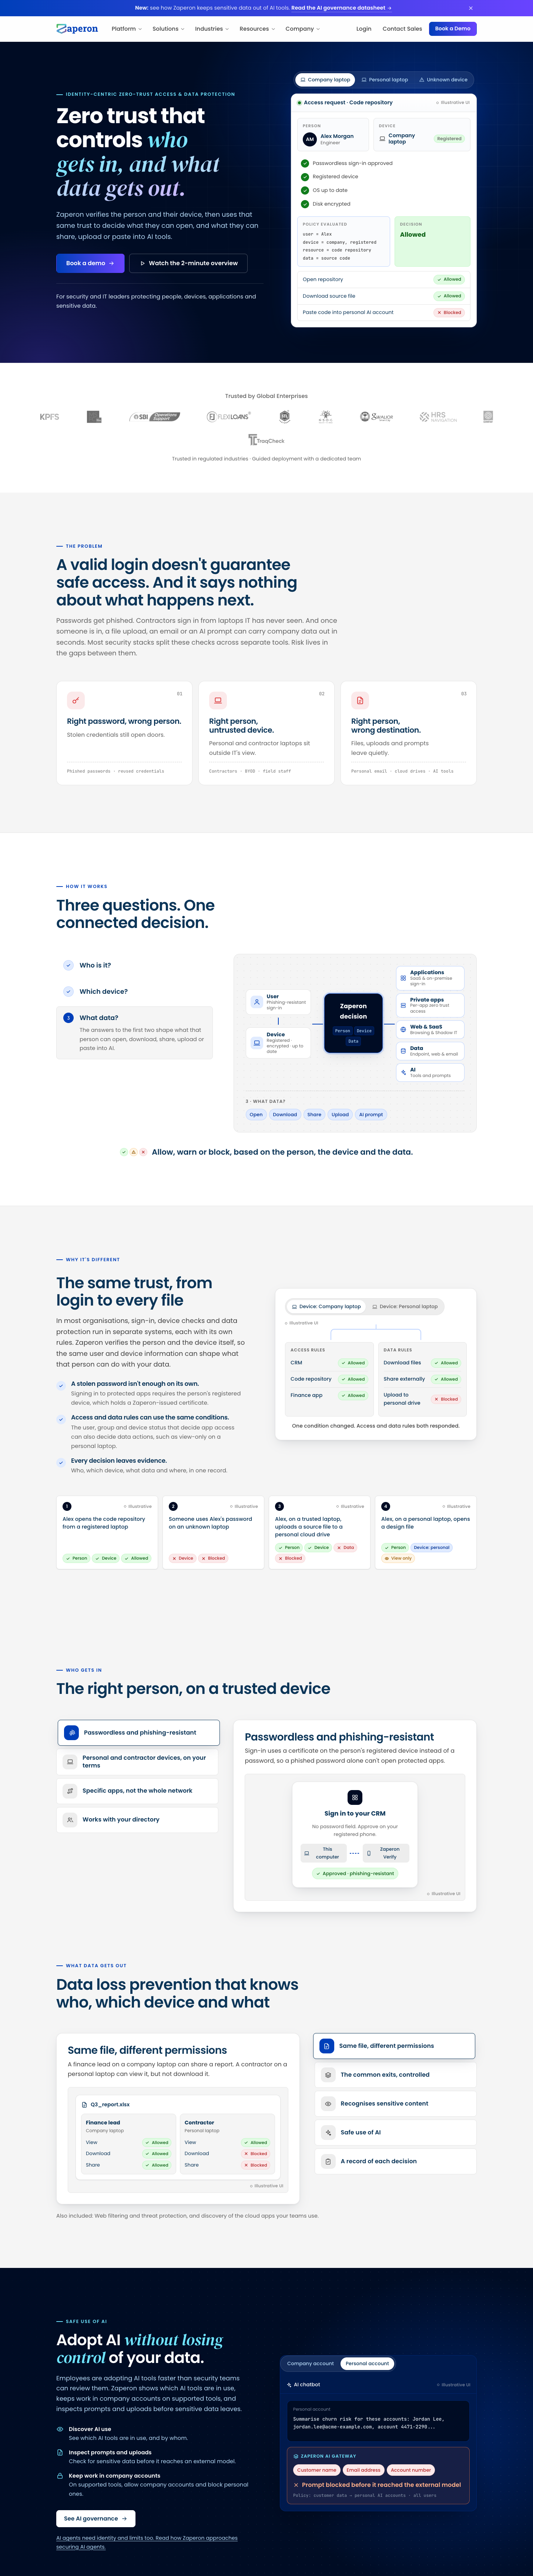 New: see how Zaperon keeps sensitive data out of AI tools. Read the AI governance datasheet →
Zaperon
Platform
Solutions
Industries
Resources
Company
Login
Contact Sales
Book a Demo
IDENTITY-CENTRIC ZERO-TRUST ACCESS & DATA PROTECTION
Zero trust that
controls who
gets in, and what
data gets out.
Zaperon verifies the person and the device, then uses that
same trust to decide what they can open, and what they can
share, upload or paste into AI tools.
Book a demo →
Watch the 2-minute overview
For security and IT leaders protecting people, devices, applications and
sensitive data.
Company laptop
Personal laptop
Unknown device
Access request · Code repository
Illustrative UI
PERSON
AM
Alex Morgan
Engineer
DEVICE
Company
laptop
Registered
Passwordless sign-in approved
Registered device
OS up to date
Disk encrypted
POLICY EVALUATED
user = Alex
device = company, registered
resource = code repository
data = source code
DECISION
Allowed
Open repository
Allowed
Download source file
Allowed
Paste code into personal AI account
Blocked
Trusted by Global Enterprises
KPFS
SBI
FLEXILOANS
HRS
NAVIGATION
TraqCheck
Trusted in regulated industries · Guided deployment with a dedicated team
THE PROBLEM
A valid login doesn't guarantee
safe access. And it says nothing
about what happens next.
Passwords get phished. Contractors sign in from laptops IT has never seen. And once
someone is in, a file upload, an email or an AI prompt can carry company data out in
seconds. Most security stacks split these checks across separate tools. Risk lives in
the gaps between them.
01
Right password, wrong person.
Stolen credentials still open doors.
Phished passwords · reused credentials
02
Right person,
untrusted device.
Personal and contractor laptops sit
outside IT's view.
Contractors · BYOD · field staff
03
Right person,
wrong destination.
Files, uploads and prompts
leave quietly.
Personal email · cloud drives · AI tools
HOW IT WORKS
Three questions. One
connected decision.
Who is it?
Which device?
3
What data?
The answers to the first two shape what that
person can open, download, share, upload or
paste into AI.
User
Phishing-resistant
sign-in
Device
Registered ·
encrypted · up to
date
Zaperon
decision
Person
Device
Data
Applications
SaaS & on-premise
sign-in
Private apps
Per-app zero trust
access
Web & SaaS
Browsing & Shadow IT
Data
Endpoint, web & email
AI
Tools and prompts
3 · WHAT DATA?
Open
Download
Share
Upload
AI prompt
Allow, warn or block, based on the person, the device and the data.
WHY IT'S DIFFERENT
The same trust, from
login to every file
In most organisations, sign-in, device checks and data
protection run in separate systems, each with its own
rules. Zaperon verifies the person and device itself, so the
same user and device information can shape what
that person can do with your data.
A stolen password isn't enough on its own.
Signing in to protected apps requires the person's registered
device, which holds a Zaperon-issued certificate.
Access and data rules can use the same conditions.
The user, group and device status that decide app access
can also decide data actions, such as view-only on a
personal laptop.
Every decision leaves evidence.
Who, which device, what data and where, in one record.
Device: Company laptop
Device: Personal laptop
Illustrative UI
ACCESS RULES
CRM
Allowed
Code repository
Allowed
Finance app
Allowed
DATA RULES
Download files
Allowed
Share externally
Allowed
Upload to
personal drive
Blocked
One condition changed. Access and data rules both responded.
1
Illustrative
Alex opens the code repository
from a registered laptop
Person
Device
Allowed
2
Illustrative
Someone uses Alex's password
on an unknown laptop
Device
Blocked
3
Illustrative
Alex, on a trusted laptop,
uploads a source file to a
personal cloud drive
Person
Device
Data
Blocked
4
Illustrative
Alex, on a personal laptop, opens
a design file
Person
Device: personal
View only
WHO GETS IN
The right person, on a trusted device
Passwordless and phishing-resistant
Personal and contractor devices, on your
terms
Specific apps, not the whole network
Works with your directory
Passwordless and phishing-resistant
Sign-in uses a certificate on the person's registered device instead of a
password, so a phished password alone can't open protected apps.
Sign in to your CRM
No password field. Approve on your
registered phone.
This
computer
Zaperon
Verify
Approved · phishing-resistant
Illustrative UI
WHAT DATA GETS OUT
Data loss prevention that knows
who, which device and what
Same file, different permissions
A finance lead on a company laptop can share a report. A contractor on a
personal laptop can view it, but not download it.
Q3_report.xlsx
Finance lead
Company laptop
View
Allowed
Download
Allowed
Share
Allowed
Contractor
Personal laptop
View
Allowed
Download
Blocked
Share
Blocked
Illustrative UI
Same file, different permissions
The common exits, controlled
Recognises sensitive content
Safe use of AI
A record of each decision
Also included: Web filtering and threat protection, and discovery of the cloud apps your teams use.
SAFE USE OF AI
Adopt AI without losing
control of your data.
Employees are adopting AI tools faster than security teams
can review them. Zaperon shows which AI tools are in use,
keeps work in company accounts on supported tools, and
inspects prompts and uploads before sensitive data leaves.
Discover AI use
See which AI tools are in use, and by whom.
Inspect prompts and uploads
Check for sensitive data before it reaches an external model.
Keep work in company accounts
On supported tools, allow company accounts and block personal
ones.
See AI governance →
AI agents need identity and limits too. Read how Zaperon approaches
securing AI agents.
Company account
Personal account
AI chatbot
Illustrative UI
Personal account
Summarise churn risk for these accounts: Jordan Lee,
jordan.lee@acme-example.com, account 4471-2290...
ZAPERON AI GATEWAY
Customer name
Email address
Account number
Prompt blocked before it reached the external model
Policy: customer data → personal AI accounts · all users